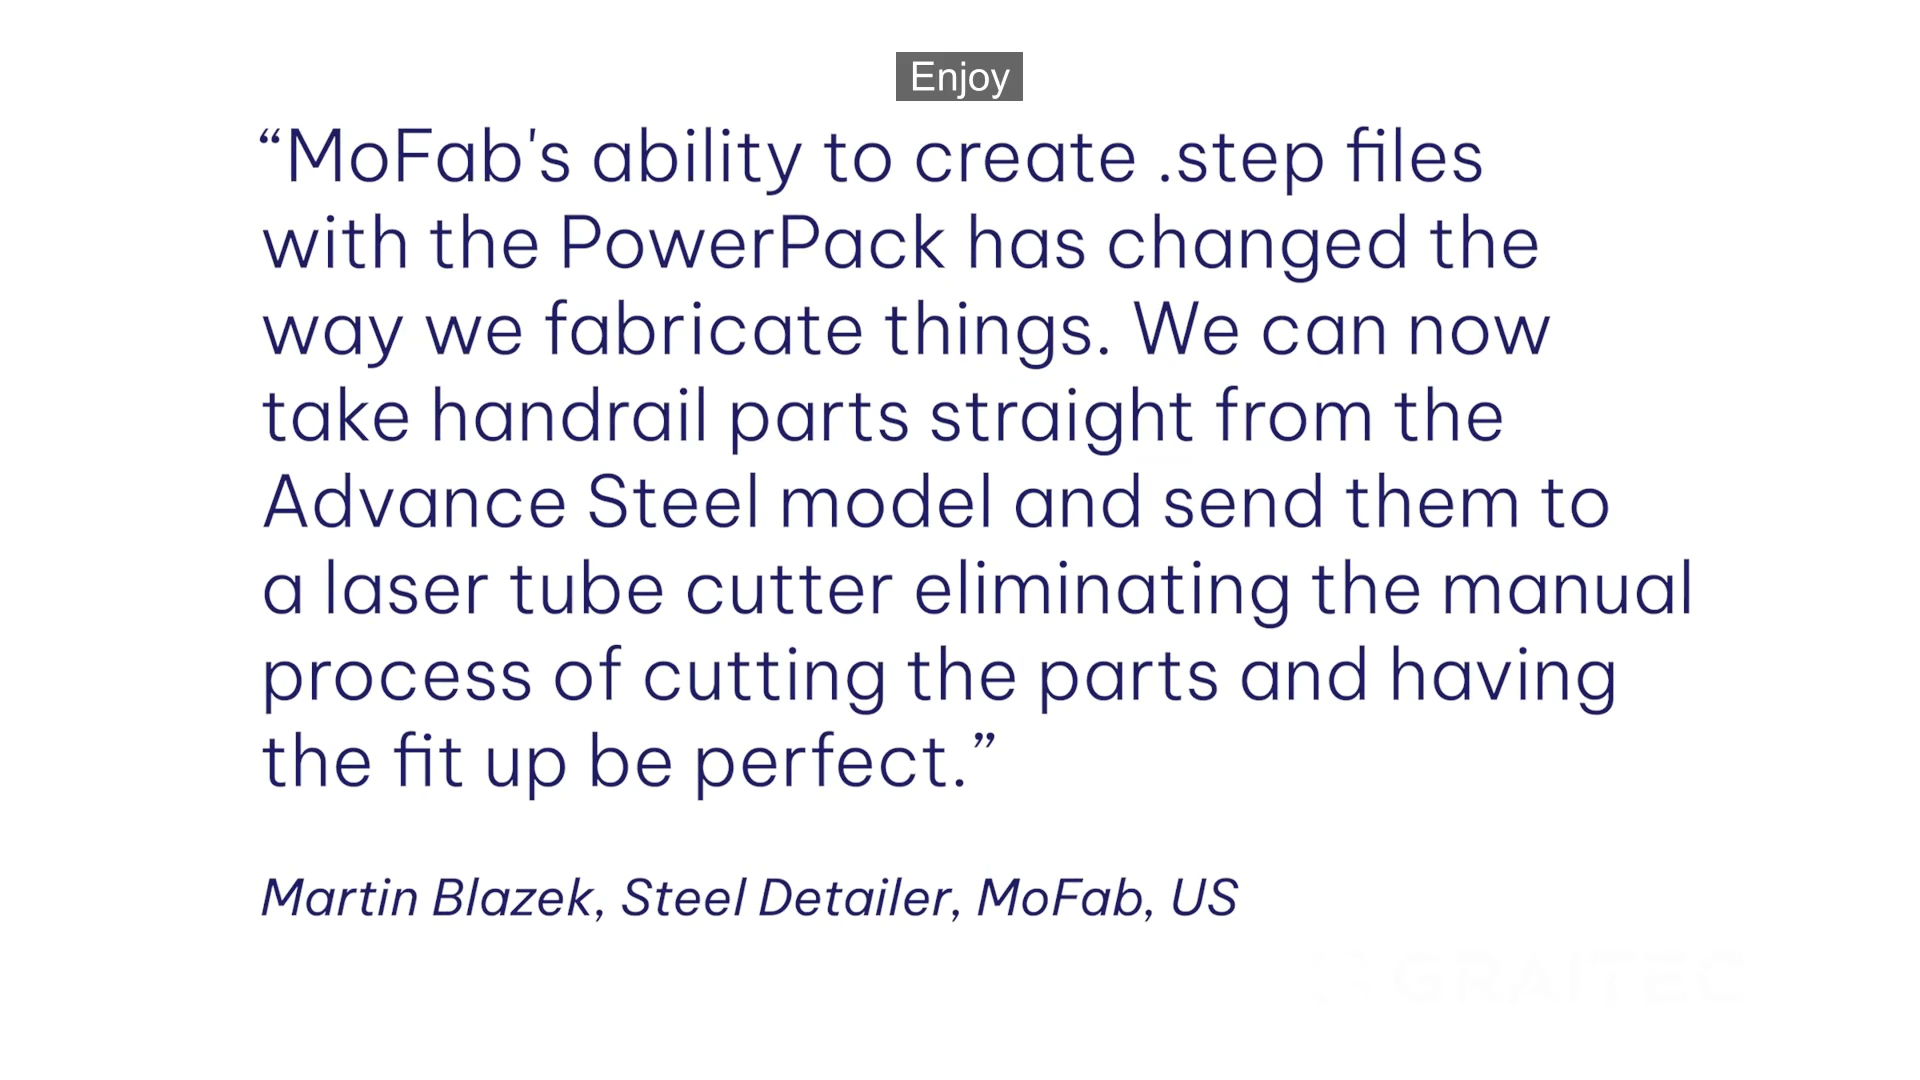 Enjoy
“MoFab's ability to create .step files
with the PowerPack has changed the
way we fabricate things. We can now
take handrail parts straight from the
Advance Steel model and send them to
a laser tube cutter eliminating the manual
process of cutting the parts and having
the fit up be perfect.”
Martin Blazek, Steel Detailer, MoFab, US
GRAITEC